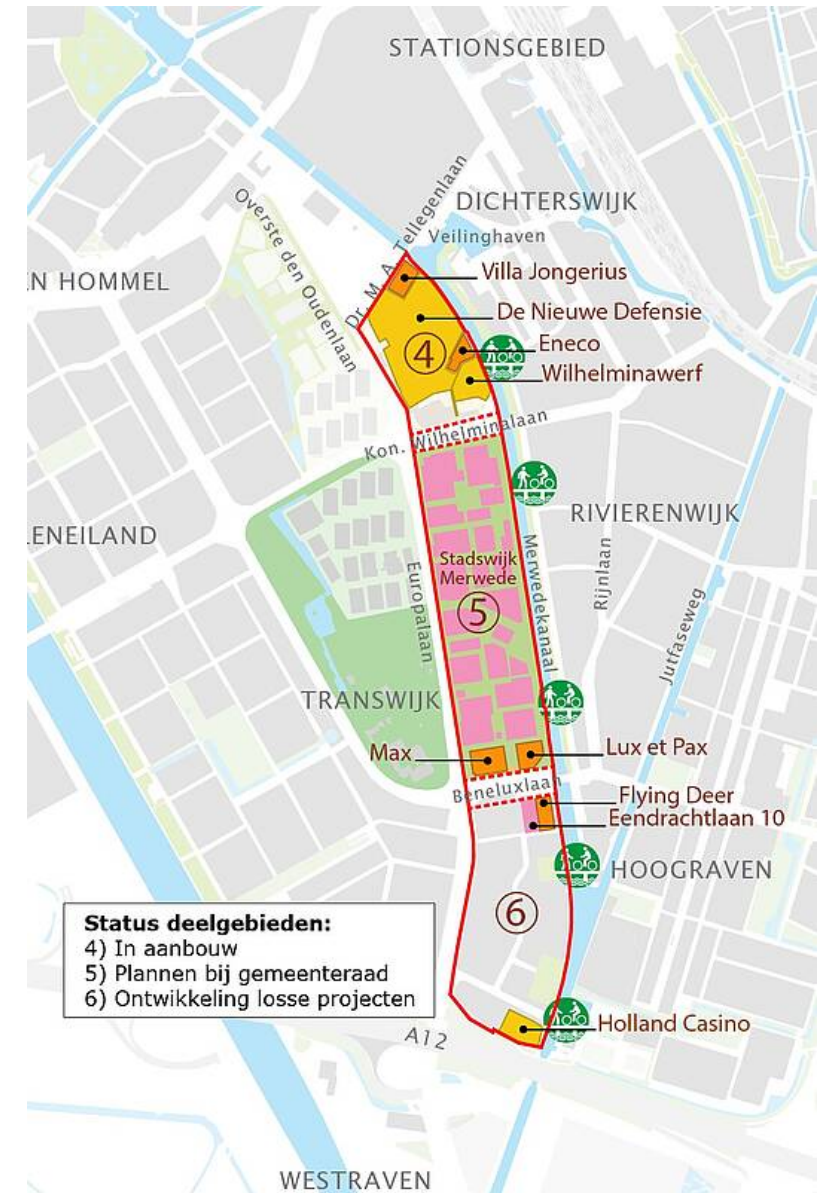 STATIONSGEBIED
DICHTERSWIJK
Veilinghaven
Dr. M. A. Tellegenlaan
Overste den Oudenlaan
N HOMMEL
Villa Jongerius
De Nieuwe Defensie
Eneco
4
Wilhelminawerf
Kon. Wilhelminalaan
RIVIERENWIJK
LENEILAND
Stadswijk
Merwede
5
Europalaan
Merwedekanaal
Rijnlaan
Jutfaseweg
TRANSWIJK
Max
Lux et Pax
Beneluxlaan
Flying Deer
Eendrachtlaan 10
HOOGRAVEN
6
Status deelgebieden:
4) In aanbouw
5) Plannen bij gemeenteraad
6) Ontwikkeling losse projecten
Holland Casino
A12
WESTRAVEN